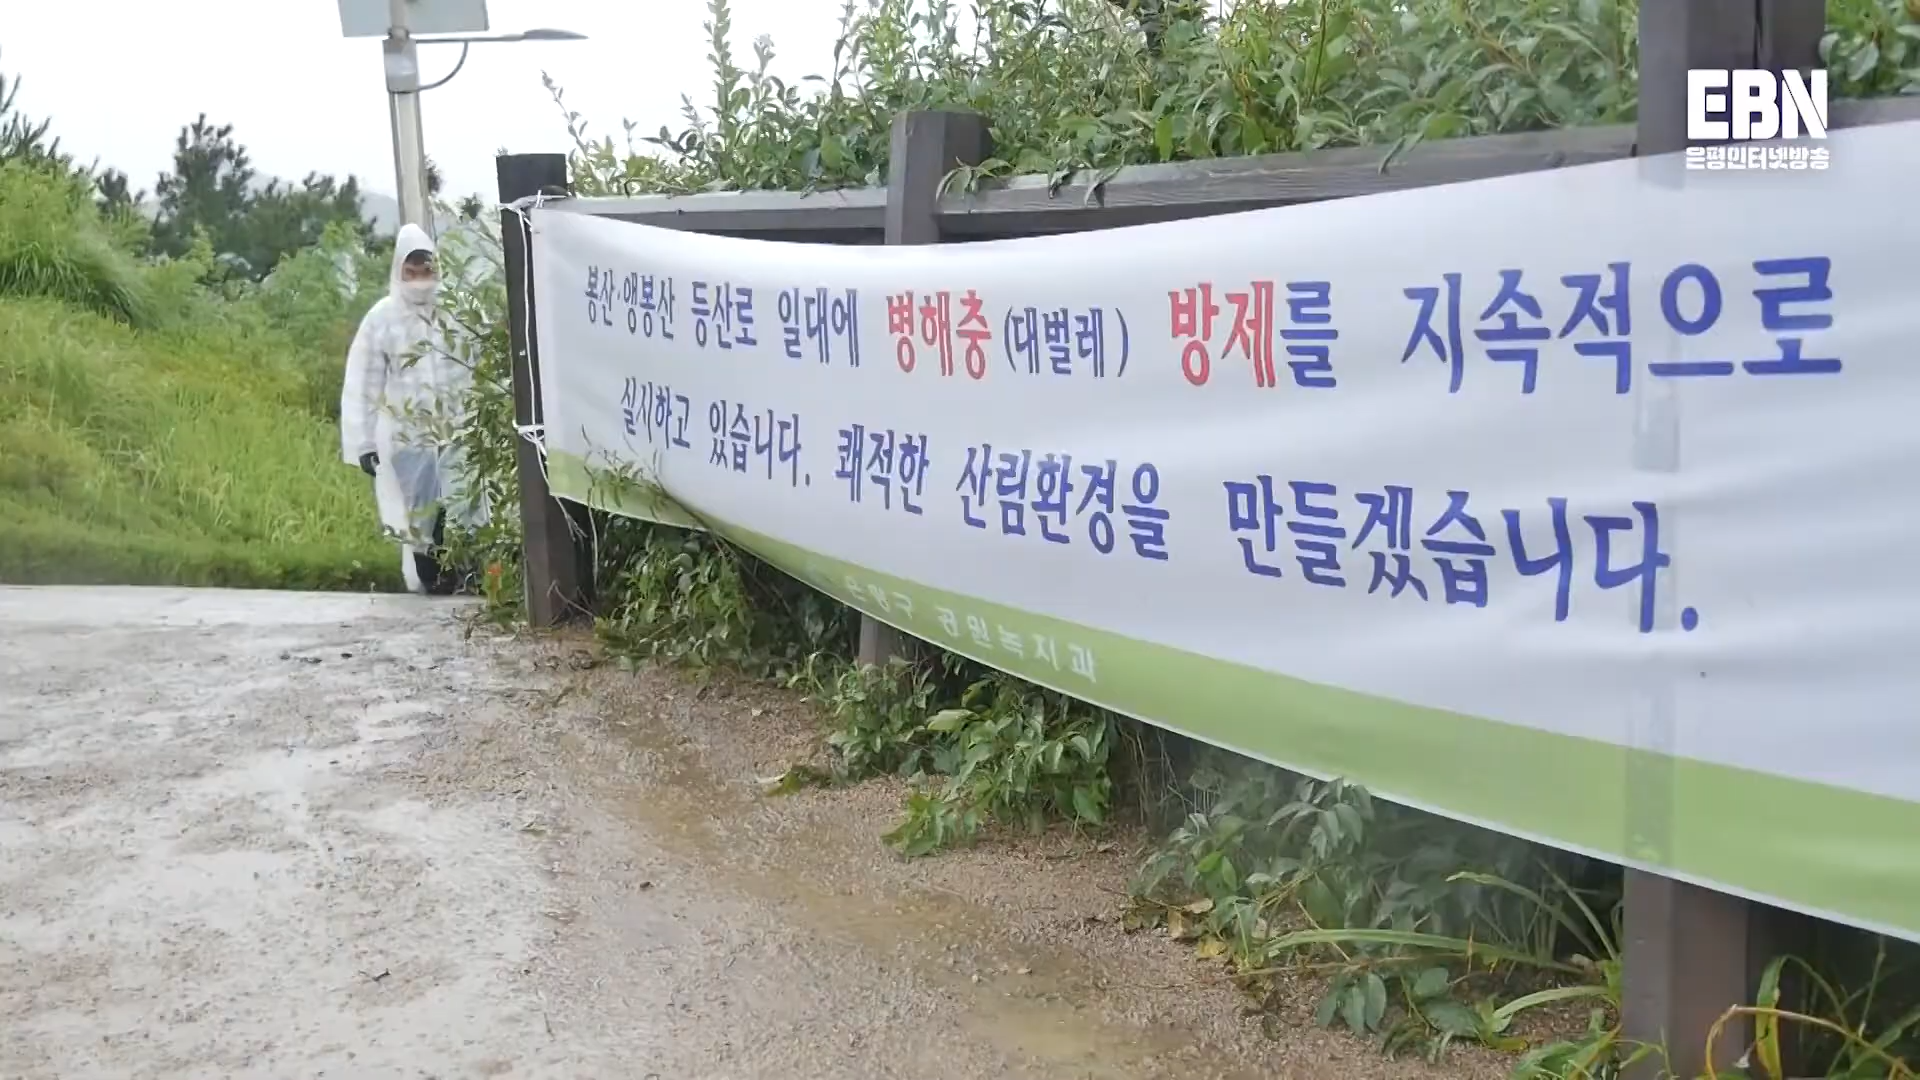 EBN
은평인터넷방송
봉산·앵봉산 등산로 일대에 병해충(대벌레) 방제를 지속적으로
실시하고 있습니다. 쾌적한 산림환경을 만들겠습니다.
은평구 공원녹지과